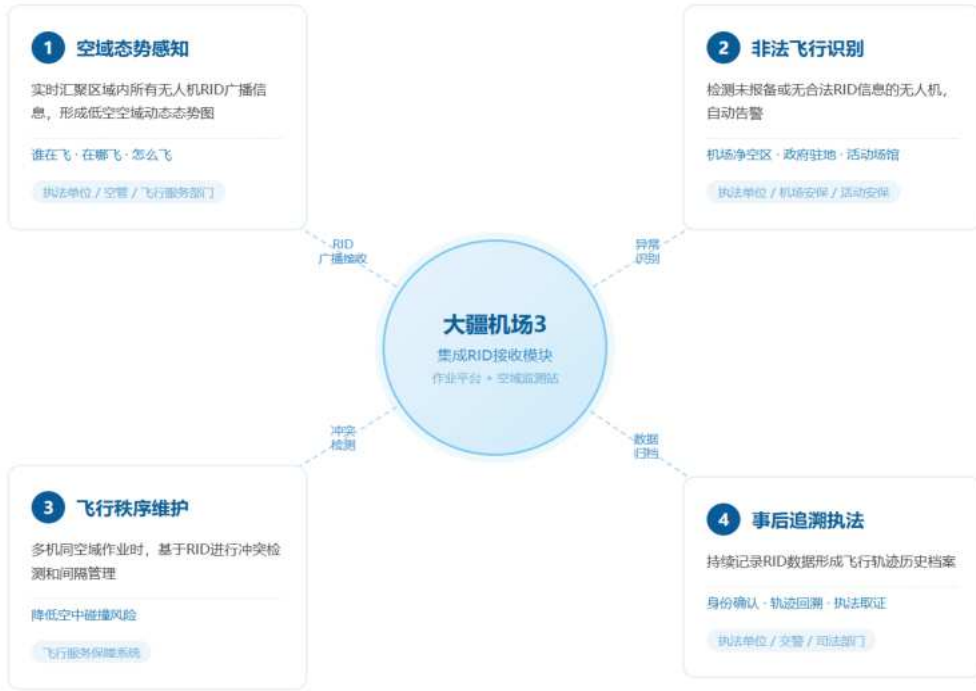 1 空域态势感知
实时汇聚区域内所有无人机RID广播信
息，形成低空空域动态态势图
谁在飞 · 在哪飞 · 怎么飞
执法单位 / 空管 / 飞行服务部门
2 非法飞行识别
检测未报备或无合法RID信息的无人机，
自动告警
机场净空区 · 政府驻地 · 活动场馆
执法单位 / 机场安保 / 活动安保
RID
广播接收
异常
识别
大疆机场3
集成RID接收模块
作业平台 + 空域监测站
冲突
检测
数据
归档
3 飞行秩序维护
多机同空域作业时，基于RID进行冲突检
测和间隔管理
降低空中碰撞风险
飞行服务保障系统
4 事后追溯执法
持续记录RID数据形成飞行轨迹历史档案
身份确认 · 轨迹回溯 · 执法取证
执法单位 / 交警 / 司法部门